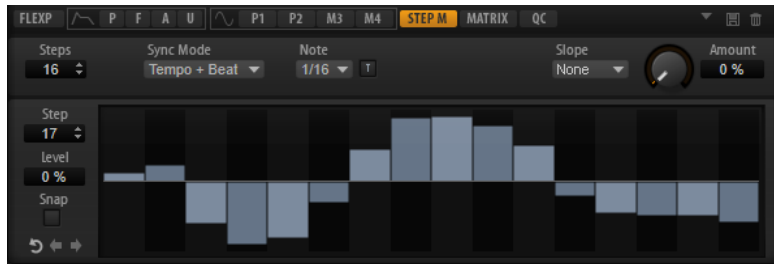 FLEXP P F A U P1 P2 M3 M4 STEP M MATRIX QC
Steps Sync Mode Note Slope Amount
16 Tempo + Beat 1/16 T None 0 %
Step
17
Level
0 %
Snap